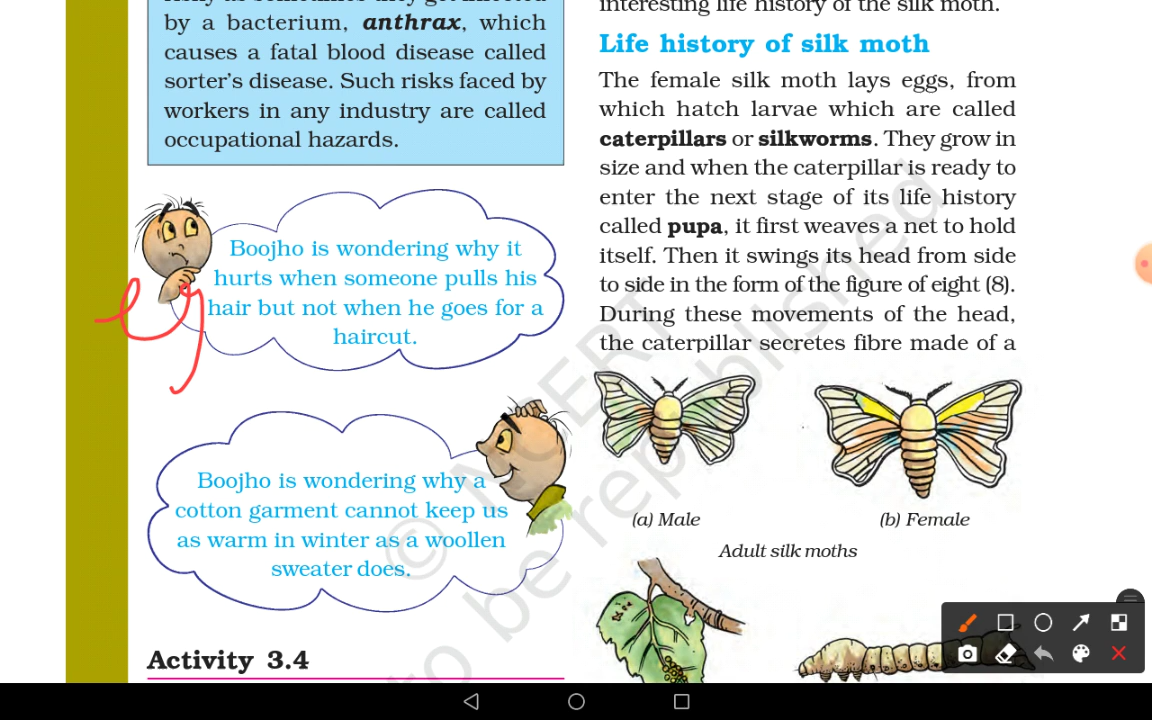 by a bacterium, anthrax, which
causes a fatal blood disease called
sorter's disease. Such risks faced by
workers in any industry are called
occupational hazards.
Boojho is wondering why it
hurts when someone pulls his
hair but not when he goes for a
haircut.
Boojho is wondering why a
cotton garment cannot keep us
as warm in winter as a woollen
sweater does.
Activity 3.4
interesting life history of the silk moth.
Life history of silk moth
The female silk moth lays eggs, from
which hatch larvae which are called
caterpillars or silkworms. They grow in
size and when the caterpillar is ready to
enter the next stage of its life history
called pupa, it first weaves a net to hold
itself. Then it swings its head from side
to side in the form of the figure of eight (8).
During these movements of the head,
the caterpillar secretes fibre made of a
(a) Male
(b) Female
Adult silk moths
© NCERT
to be republished